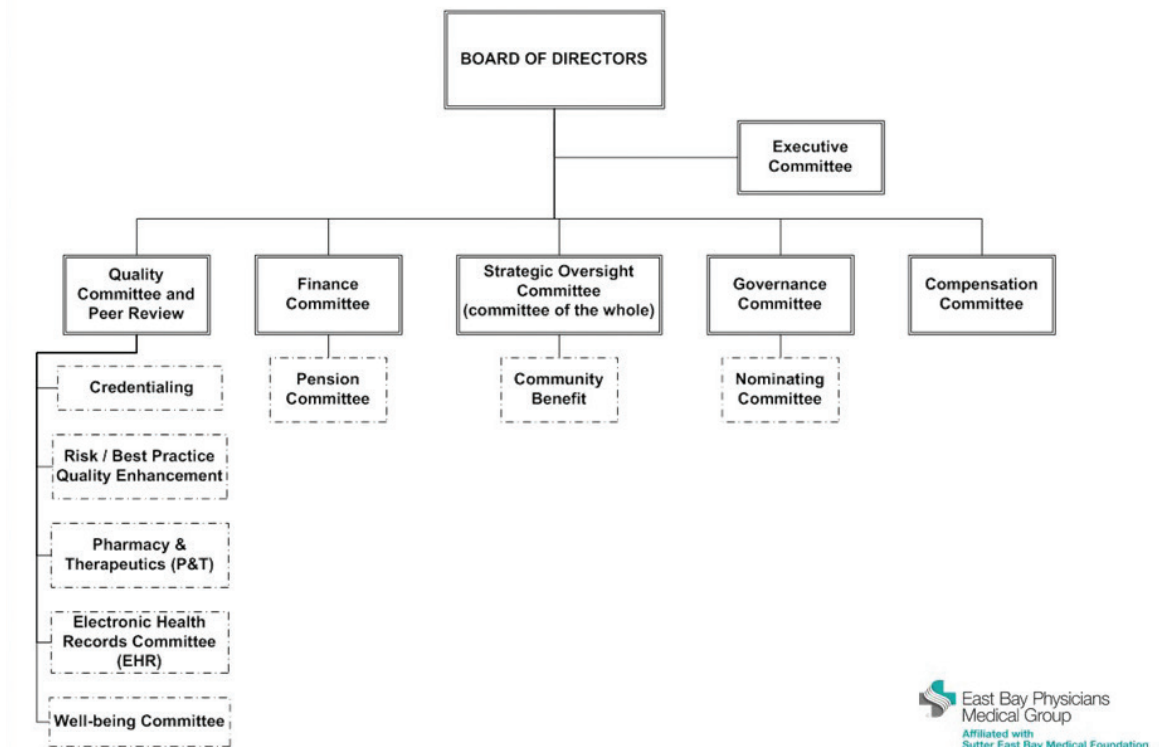 BOARD OF DIRECTORS
Executive
Committee
Quality
Committee and
Peer Review
Finance
Committee
Strategic Oversight
Committee
(committee of the whole)
Governance
Committee
Compensation
Committee
Credentialing
Pension
Committee
Community
Benefit
Nominating
Committee
Risk / Best Practice
Quality Enhancement
Pharmacy &
Therapeutics (P&T)
Electronic Health
Records Committee
(EHR)
Well-being Committee
East Bay Physicians
Medical Group
Affiliated with
Sutter East Bay Medical Foundation